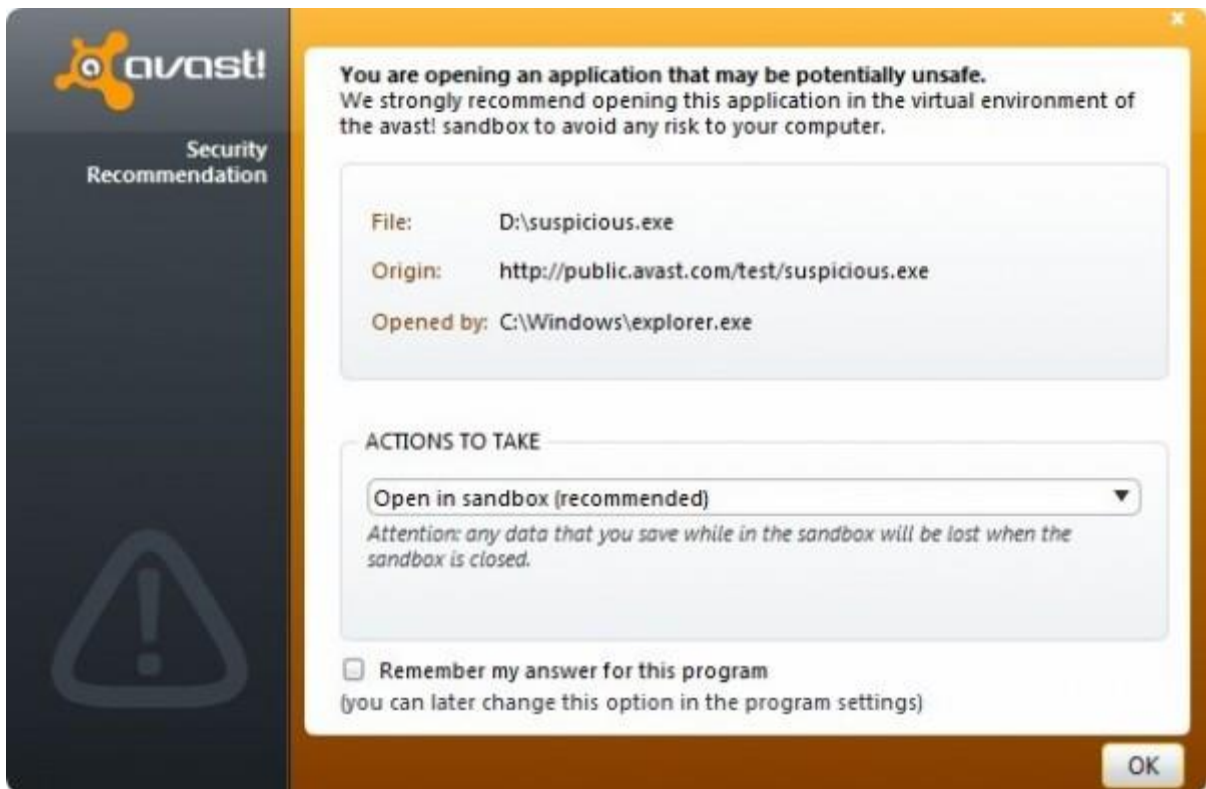 avast!
Security
Recommendation
You are opening an application that may be potentially unsafe.
We strongly recommend opening this application in the virtual environment of
the avast! sandbox to avoid any risk to your computer.
File: D:\suspicious.exe
Origin: http://public.avast.com/test/suspicious.exe
Opened by: C:\Windows\explorer.exe
ACTIONS TO TAKE
Open in sandbox (recommended)
Attention: any data that you save while in the sandbox will be lost when the
sandbox is closed.
Remember my answer for this program
(you can later change this option in the program settings)
OK